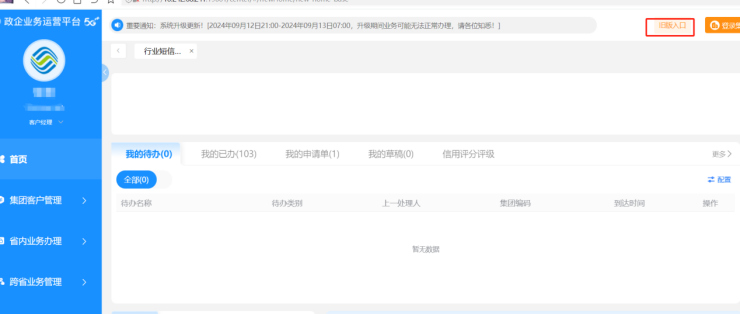 政企业务运营平台 5G+
重要通知：系统升级更新！[2024年09月12日21:00-2024年09月13日07:00，升级期间业务可能无法正常办理，请各位知悉！]
旧版入口
行业短信... ×
客户经理
首页
集团客户管理
省内业务办理
跨省业务管理
我的待办(0) 我的已办(103) 我的申请单(1) 我的草稿(0) 信用评分评级 更多
全部(0) 配置
待办名称 待办类别 上一处理人 集团编码 到达时间 操作
暂无数据